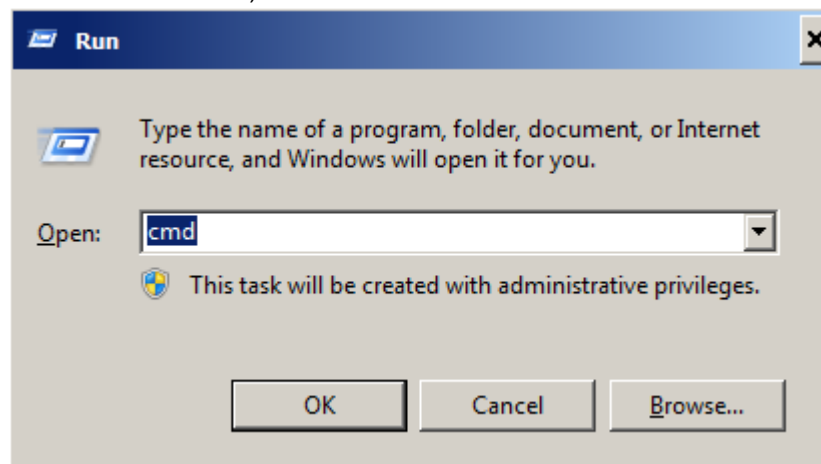 Run
Type the name of a program, folder, document, or Internet
resource, and Windows will open it for you.
Open: cmd
This task will be created with administrative privileges.
OK Cancel Browse...